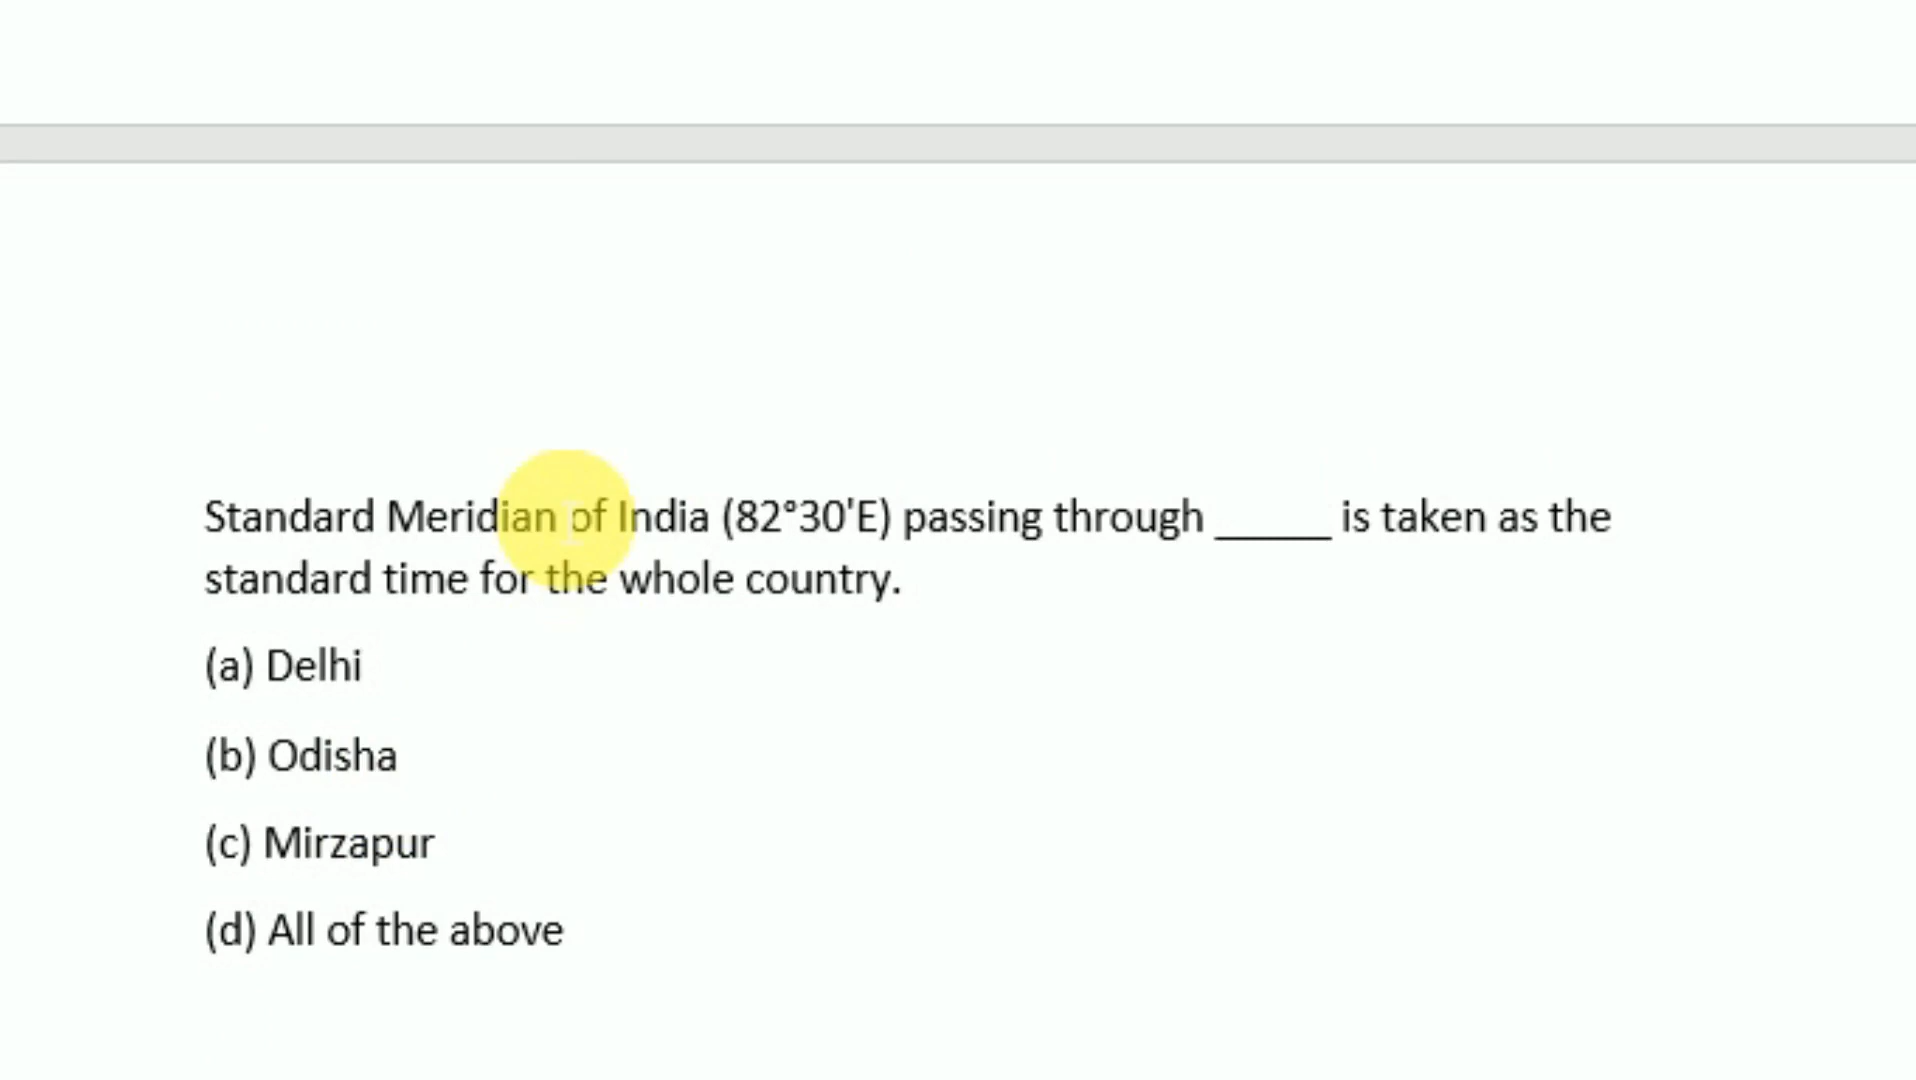 Standard Meridian of India (82°30'E) passing through _____ is taken as the
standard time for the whole country.
(a) Delhi
(b) Odisha
(c) Mirzapur
(d) All of the above